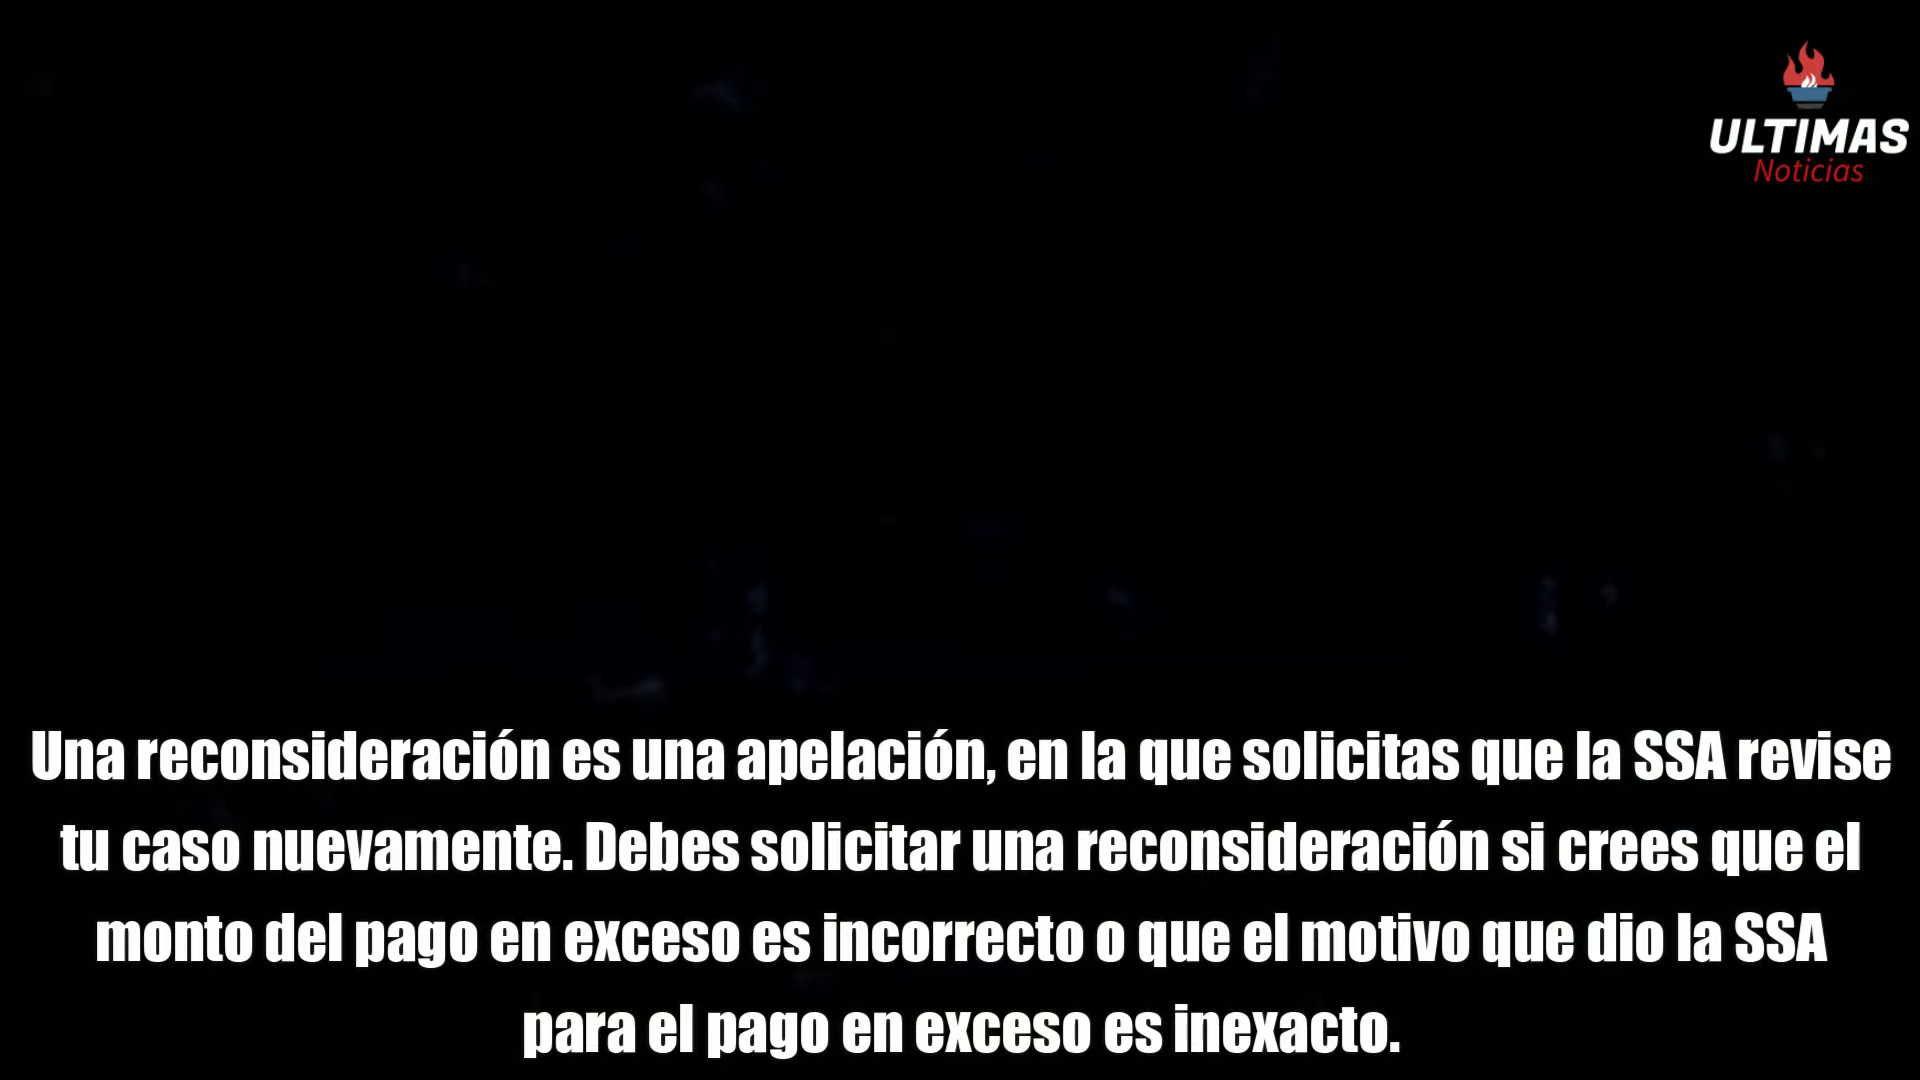 ULTIMAS
Noticias
Una reconsideración es una apelación, en la que solicitas que la SSA revise
tu caso nuevamente. Debes solicitar una reconsideración si crees que el
monto del pago en exceso es incorrecto o que el motivo que dio la SSA
para el pago en exceso es inexacto.